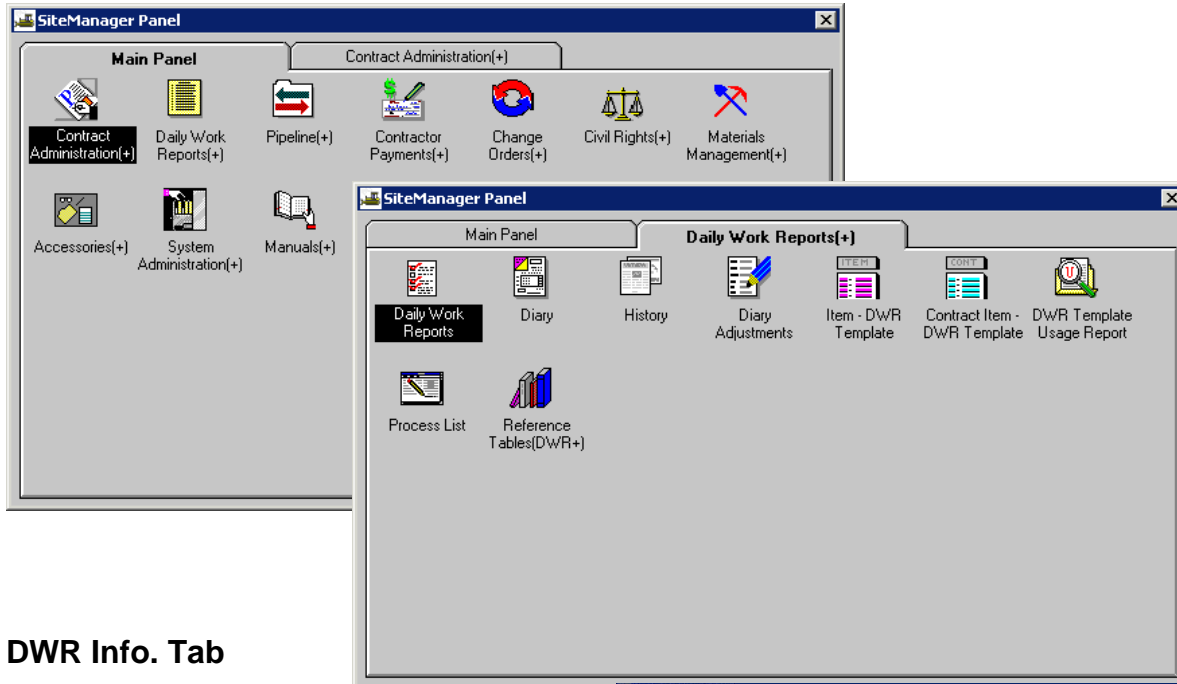 SiteManager Panel
Main Panel
Contract Administration(+)
Contract
Administration(+)
Daily Work
Reports(+)
Pipeline(+)
Contractor
Payments(+)
Change
Orders(+)
Civil Rights(+)
Materials
Management(+)
Accessories(+)
System
Administration(+)
Manuals(+)
SiteManager Panel
Main Panel
Daily Work Reports(+)
Daily Work
Reports
Diary
History
Diary
Adjustments
ITEM
Item - DWR
Template
CONT
Contract Item -
DWR Template
U
DWR Template
Usage Report
Process List
Reference
Tables(DWR+)
DWR Info. Tab